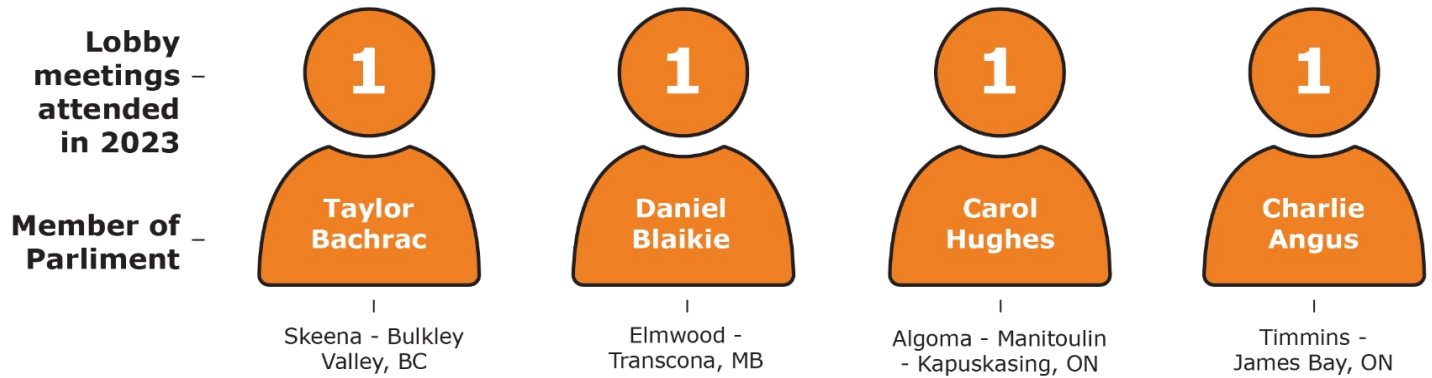 Lobby
meetings
attended
in 2023
1
1
1
1
Member of
Parliment
Taylor
Bachrac
Daniel
Blaikie
Carol
Hughes
Charlie
Angus
Skeena - Bulkley
Valley, BC
Elmwood -
Transcona, MB
Algoma - Manitoulin
- Kapuskasing, ON
Timmins -
James Bay, ON